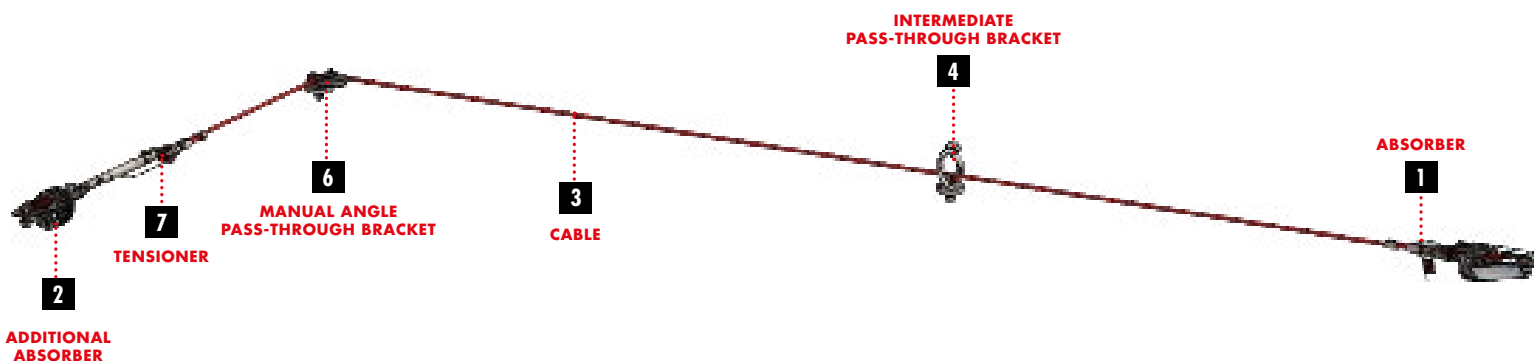 INTERMEDIATE
PASS-THROUGH BRACKET
4
ABSORBER
1
6
MANUAL ANGLE
PASS-THROUGH BRACKET
3
CABLE
7
TENSIONER
2
ADDITIONAL
ABSORBER